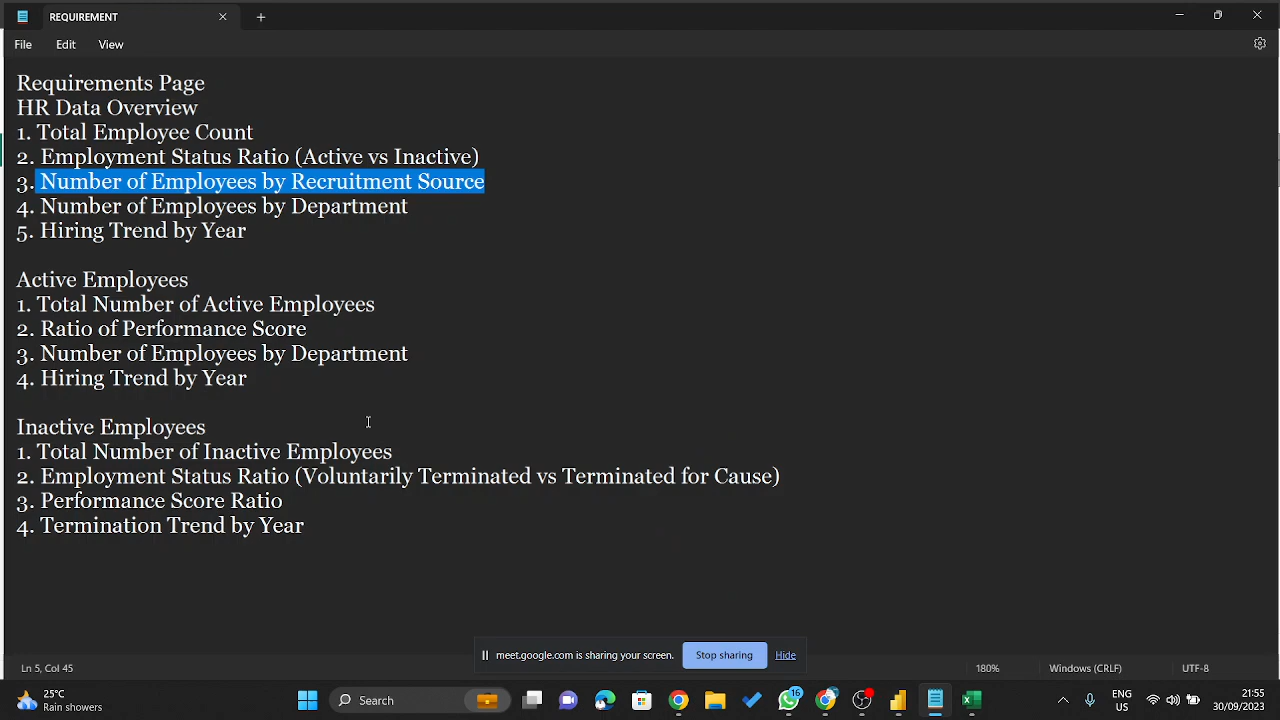 REQUIREMENT
File Edit View
Requirements Page
HR Data Overview
1. Total Employee Count
2. Employment Status Ratio (Active vs Inactive)
3. Number of Employees by Recruitment Source
4. Number of Employees by Department
5. Hiring Trend by Year
Active Employees
1. Total Number of Active Employees
2. Ratio of Performance Score
3. Number of Employees by Department
4. Hiring Trend by Year
Inactive Employees
1. Total Number of Inactive Employees
2. Employment Status Ratio (Voluntarily Terminated vs Terminated for Cause)
3. Performance Score Ratio
4. Termination Trend by Year
meet.google.com is sharing your screen. Stop sharing Hide
Ln 5, Col 45 180% Windows (CRLF) UTF-8
25°C
Rain showers
Search
16
ENG
US
21:55
30/09/2023